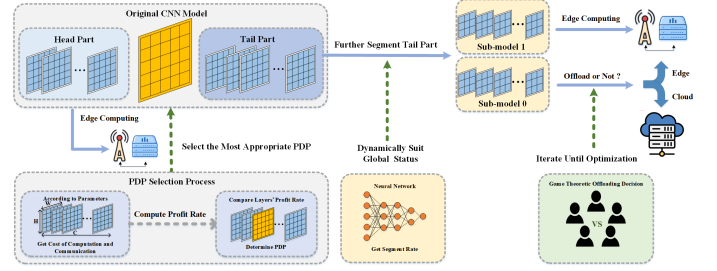 Original CNN Model
Head Part
Tail Part
Further Segment Tail Part
Sub-model 1
Edge Computing
Sub-model 0
Offload or Not ?
Edge
Cloud
Edge Computing
Select the Most Appropriate PDP
Dynamically Suit
Global Status
Iterate Until Optimization
PDP Selection Process
According to Parameters
W
H
C
Get Cost of Computation and
Communication
Compute Profit Rate
Compare Layers'Profit Rate
Determine PDP
Neural Network
Get Segment Rate
Game Theoretic Offloading Decision
VS